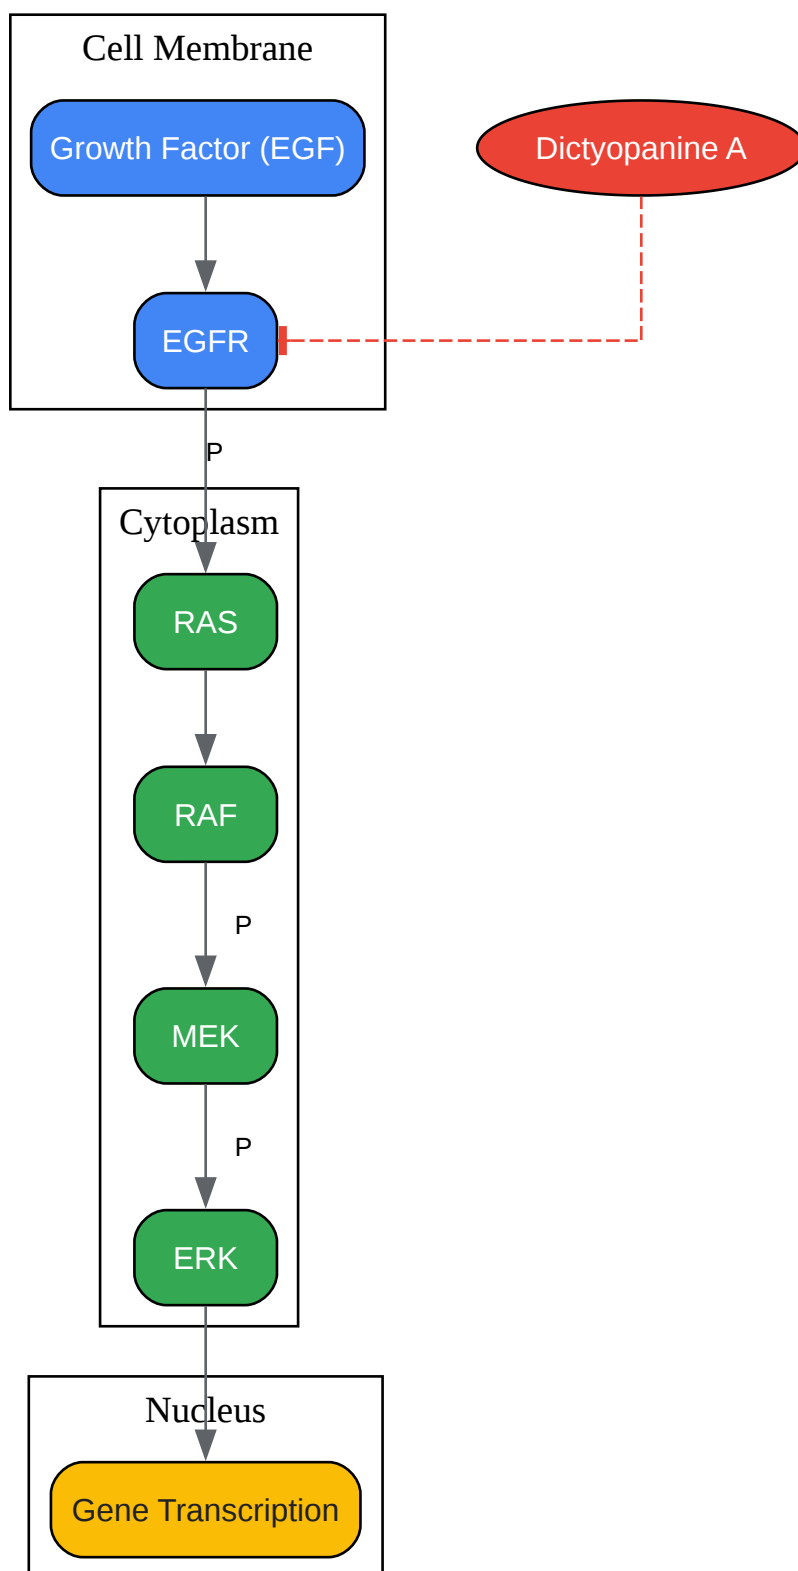 Cell Membrane
Growth Factor (EGF)
Dictyopanine A
EGFR
P
Cytoplasm
RAS
RAF
P
MEK
P
ERK
Nucleus
Gene Transcription